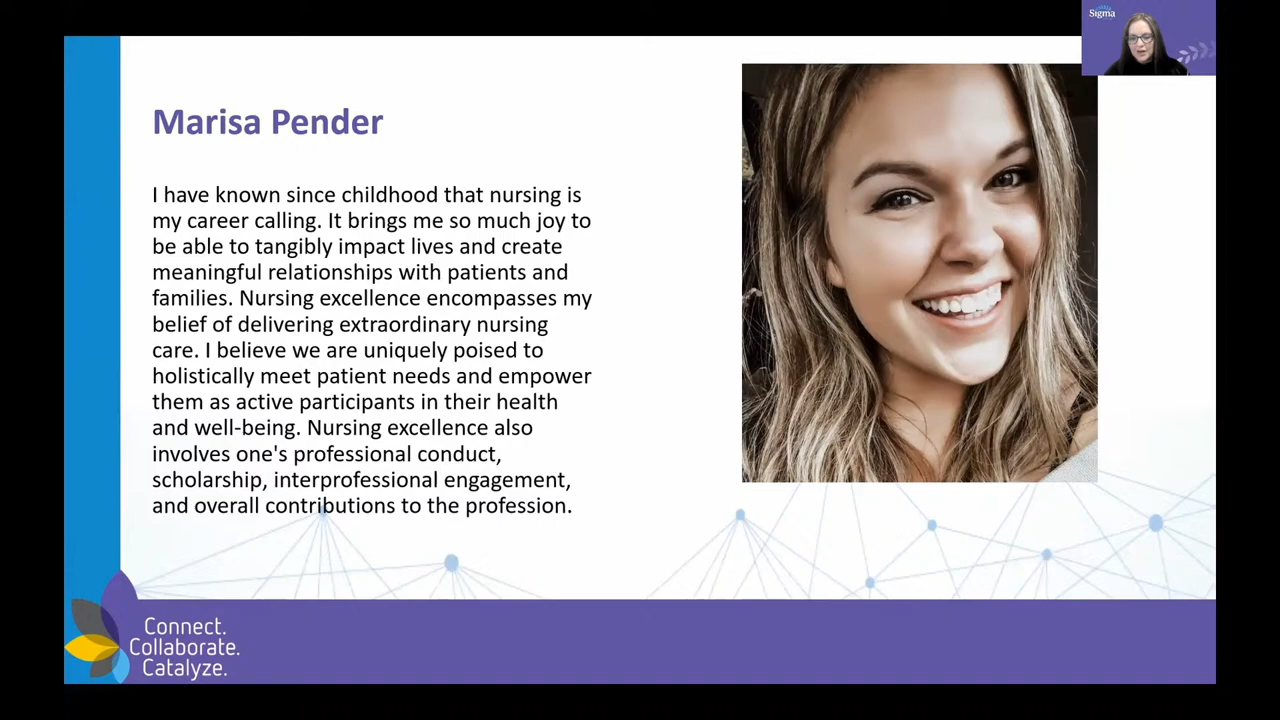 Sigma
Marisa Pender
I have known since childhood that nursing is
my career calling. It brings me so much joy to
be able to tangibly impact lives and create
meaningful relationships with patients and
families. Nursing excellence encompasses my
belief of delivering extraordinary nursing
care. I believe we are uniquely poised to
holistically meet patient needs and empower
them as active participants in their health
and well-being. Nursing excellence also
involves one's professional conduct,
scholarship, interprofessional engagement,
and overall contributions to the profession.
Connect.
Collaborate.
Catalyze.